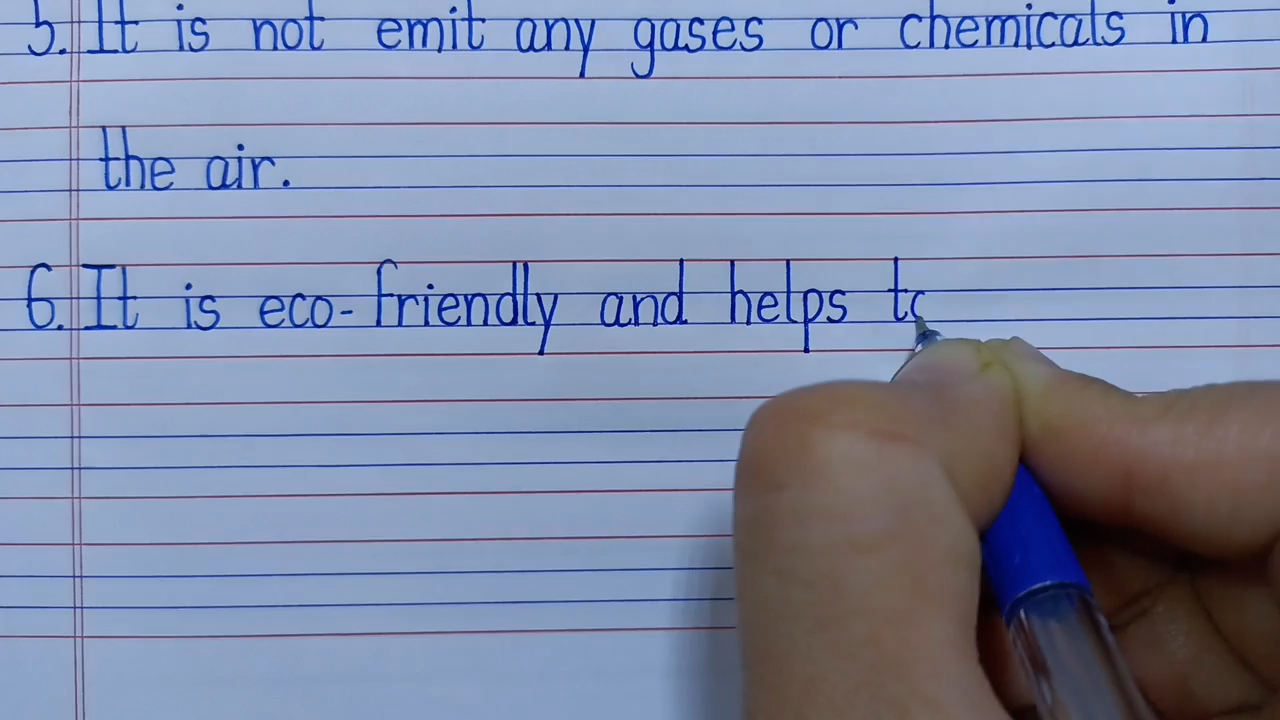 5. It is not emit any gases or chemicals in
the air.
6. It is eco-friendly and helps to